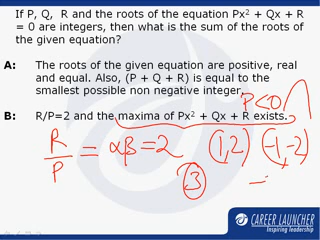 If P, Q, R and the roots of the equation Px² + Qx + R
= 0 are integers, then what is the sum of the roots of
the given equation?
A: The roots of the given equation are positive, real
and equal. Also, (P + Q + R) is equal to the
smallest possible non negative integer.
P<0
B: R/P=2 and the maxima of Px² + Qx + R exists.
R/P = αβ = 2 (1,2) (-1,-2)
3
CAREER LAUNCHER
Inspiring leadership